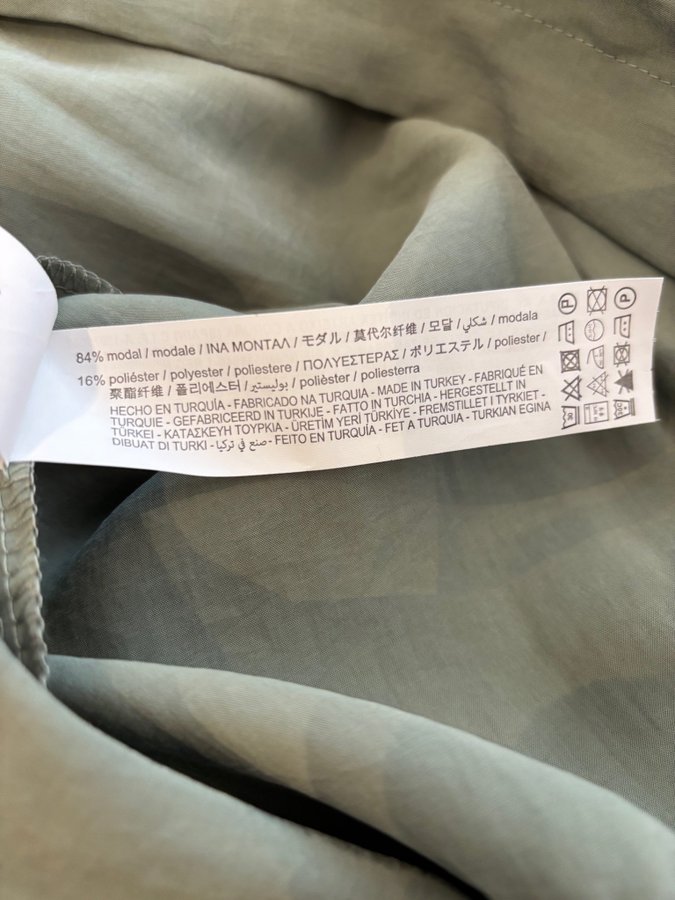 84% modal / modale / ΙΝΑ ΜΟΝΤΑΛ / モダル / 莫代尔纤维 / 모달 / شكلي / modala
16% poliéster / polyester / poliestere / ΠΟΛΥΕΣΤΕΡΑΣ / ポリエステル /
聚酯纤维 / 폴리에스터 / بوليستير / polièster / poliesterra
HECHO EN TURQUÍA - FABRICADO NA TURQUIA - MADE IN TURKEY - FABRIQUÉ EN
TURQUIE - GEFABRICEERD IN TURKIJE - FATTO IN TURCHIA - HERGESTELLT IN
TÜRKEI - ΚΑΤΑΣΚΕΥΗ ΤΟΥΡΚΙΑ - ÜRETİM YERİ TÜRKİYE - FREMSTILLET I TYRKIET -
DIBUAT DI TURKI - صنع في تركيا - FEITO EN TURQUÍA - FET A TURQUIA - TURKIAN EGINA
P
P